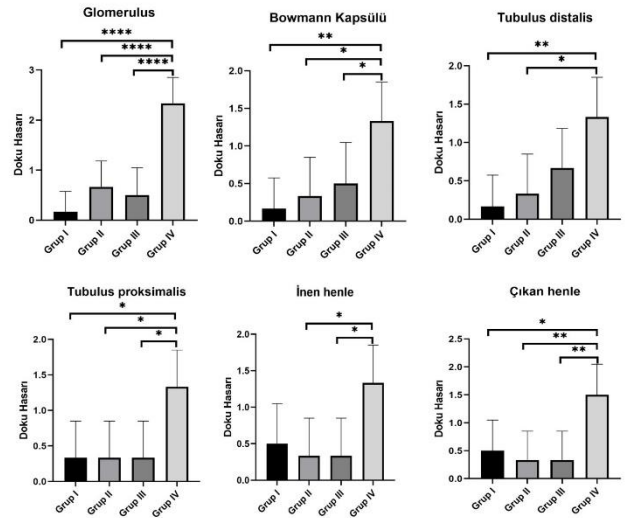 Glomerulus
****
****
****
Doku Hasarı
3
2
1
0
Grup I
Grup II
Grup III
Grup IV
Bowmann Kapsülü
**
*
*
Doku Hasarı
2.0
1.5
1.0
0.5
0.0
Grup I
Grup II
Grup III
Grup IV
Tubulus distalis
**
*
Doku Hasarı
2.0
1.5
1.0
0.5
0.0
Grup I
Grup II
Grup III
Grup IV
Tubulus proksimalis
*
*
*
Doku Hasarı
2.0
1.5
1.0
0.5
0.0
Grup I
Grup II
Grup III
Grup IV
İnen henle
*
*
Doku Hasarı
2.0
1.5
1.0
0.5
0.0
Grup I
Grup II
Grup III
Grup IV
Çıkan henle
*
**
**
Doku Hasarı
2.5
2.0
1.5
1.0
0.5
0.0
Grup I
Grup II
Grup III
Grup IV